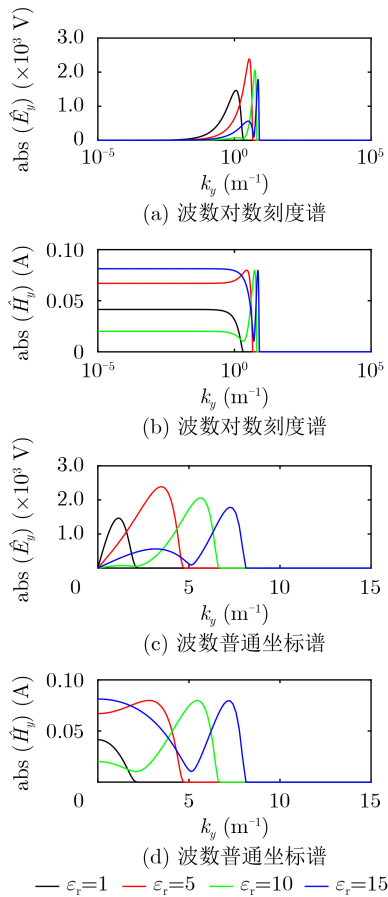 abs (Ê_y) (×10³ V)
3.0
2.0
1.0
0
10⁻⁵ 10⁰ 10⁵
k_y (m⁻¹)
(a) 波数对数刻度谱
abs (Ĥ_y) (A)
0.10
0.05
0
10⁻⁵ 10⁰ 10⁵
k_y (m⁻¹)
(b) 波数对数刻度谱
abs (Ê_y) (×10³ V)
3.0
2.0
1.0
0 5 10 15
k_y (m⁻¹)
(c) 波数普通坐标谱
abs (Ĥ_y) (A)
0.10
0.05
0 5 10 15
k_y (m⁻¹)
(d) 波数普通坐标谱
ε_r=1 ε_r=5 ε_r=10 ε_r=15